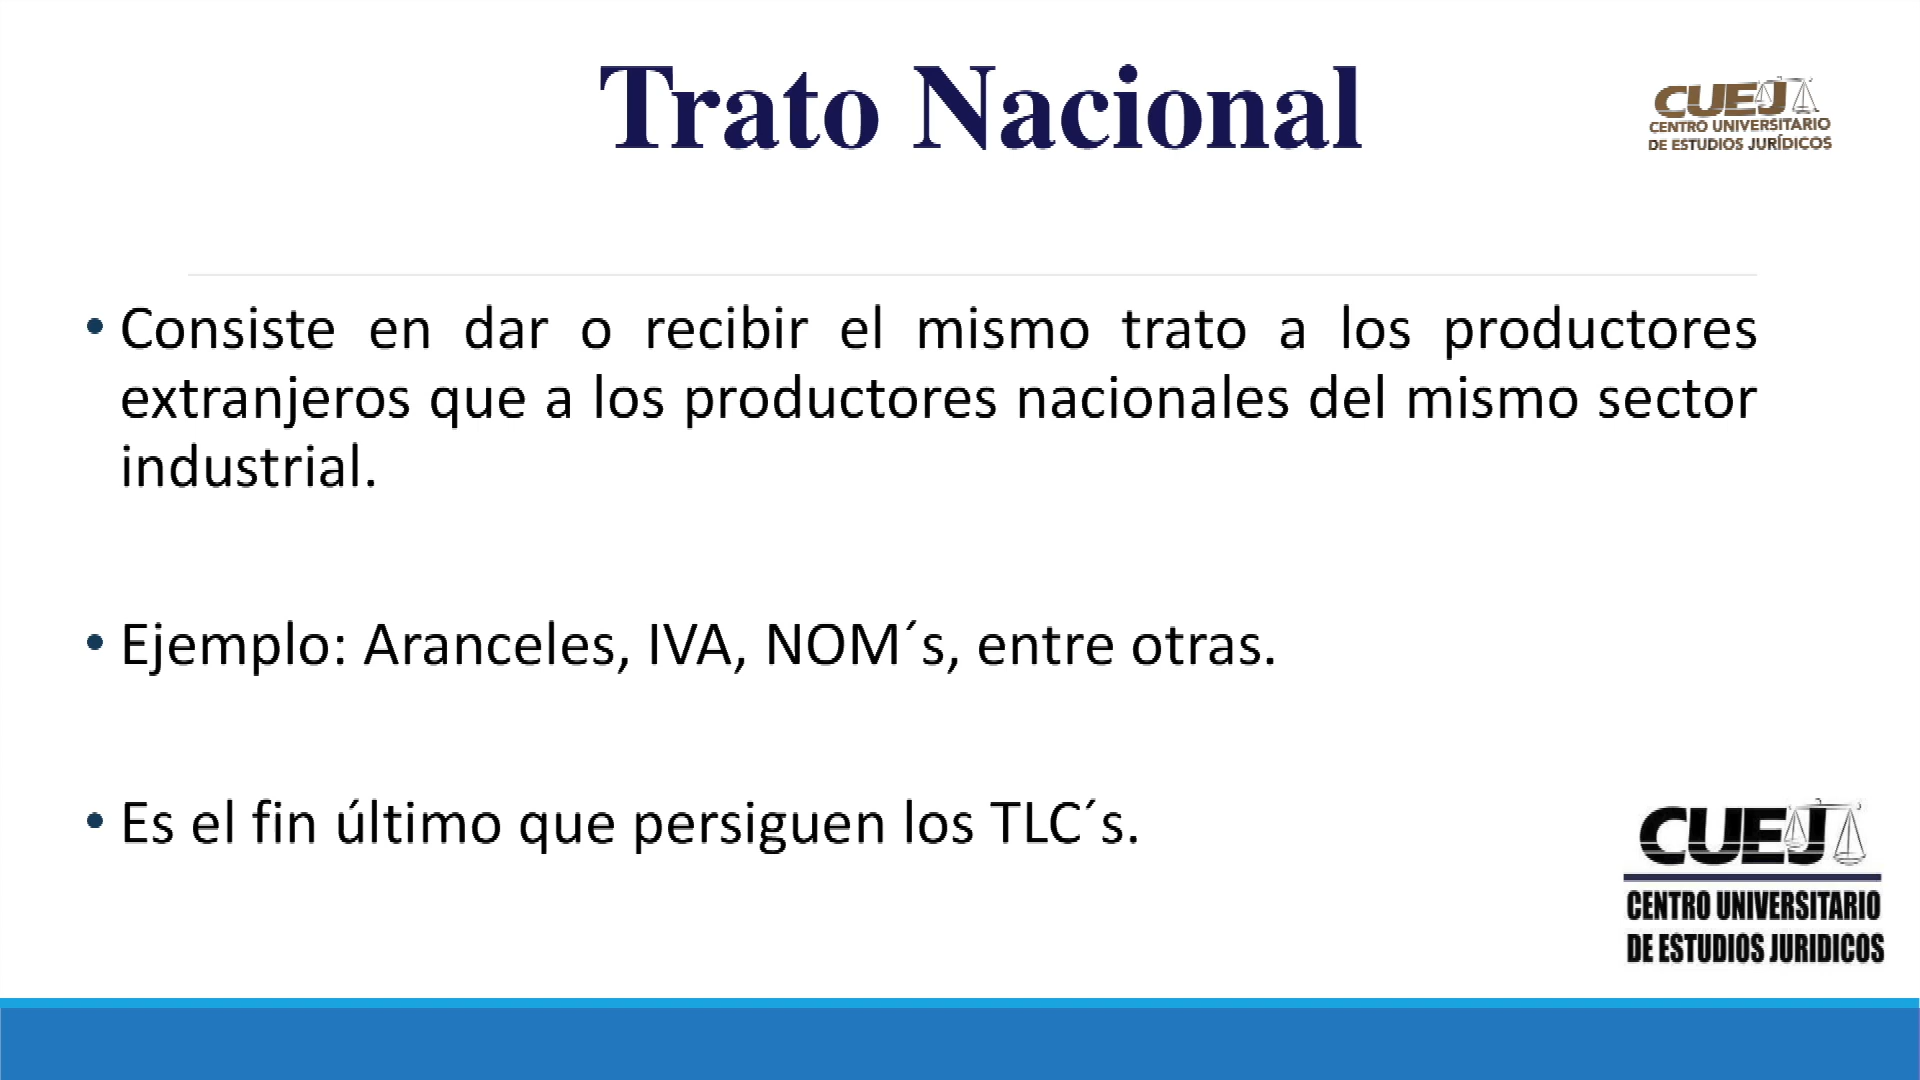 Trato Nacional
CUEJ
CENTRO UNIVERSITARIO
DE ESTUDIOS JURÍDICOS
• Consiste en dar o recibir el mismo trato a los productores
extranjeros que a los productores nacionales del mismo sector
industrial.
• Ejemplo: Aranceles, IVA, NOM´s, entre otras.
• Es el fin último que persiguen los TLC´s.
CUEJ
CENTRO UNIVERSITARIO
DE ESTUDIOS JURIDICOS